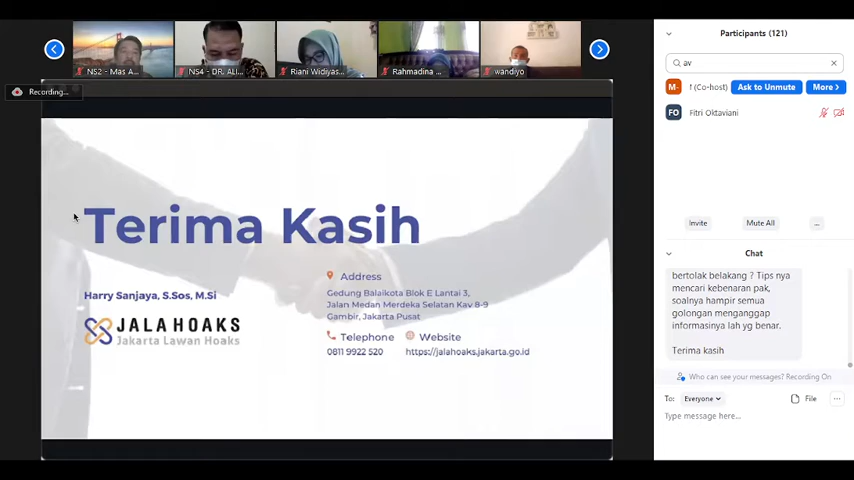 NS2 - Mas A...
NS4 - DR. ALI...
Riani Widiyas...
Rahmadina ...
wandiyo
Recording...
Terima Kasih
Harry Sanjaya, S.Sos, M.Si
JALAHOAKS
Jakarta Lawan Hoaks
Address
Gedung Balaikota Blok E Lantai 3,
Jalan Medan Merdeka Selatan Kav 8-9
Gambir, Jakarta Pusat
Telephone
0811 9922 520
Website
https://jalahoaks.jakarta.go.id
Participants (121)
av
M- (Co-host) Ask to Unmute More >
FO Fitri Oktaviani
Invite Mute All ...
Chat
bertolak belakang ? Tips nya
mencari kebenaran pak,
soalnya hampir semua
golongan menganggap
informasinya lah yg benar.
Terima kasih
Who can see your messages? Recording On
To: Everyone File ...
Type message here...